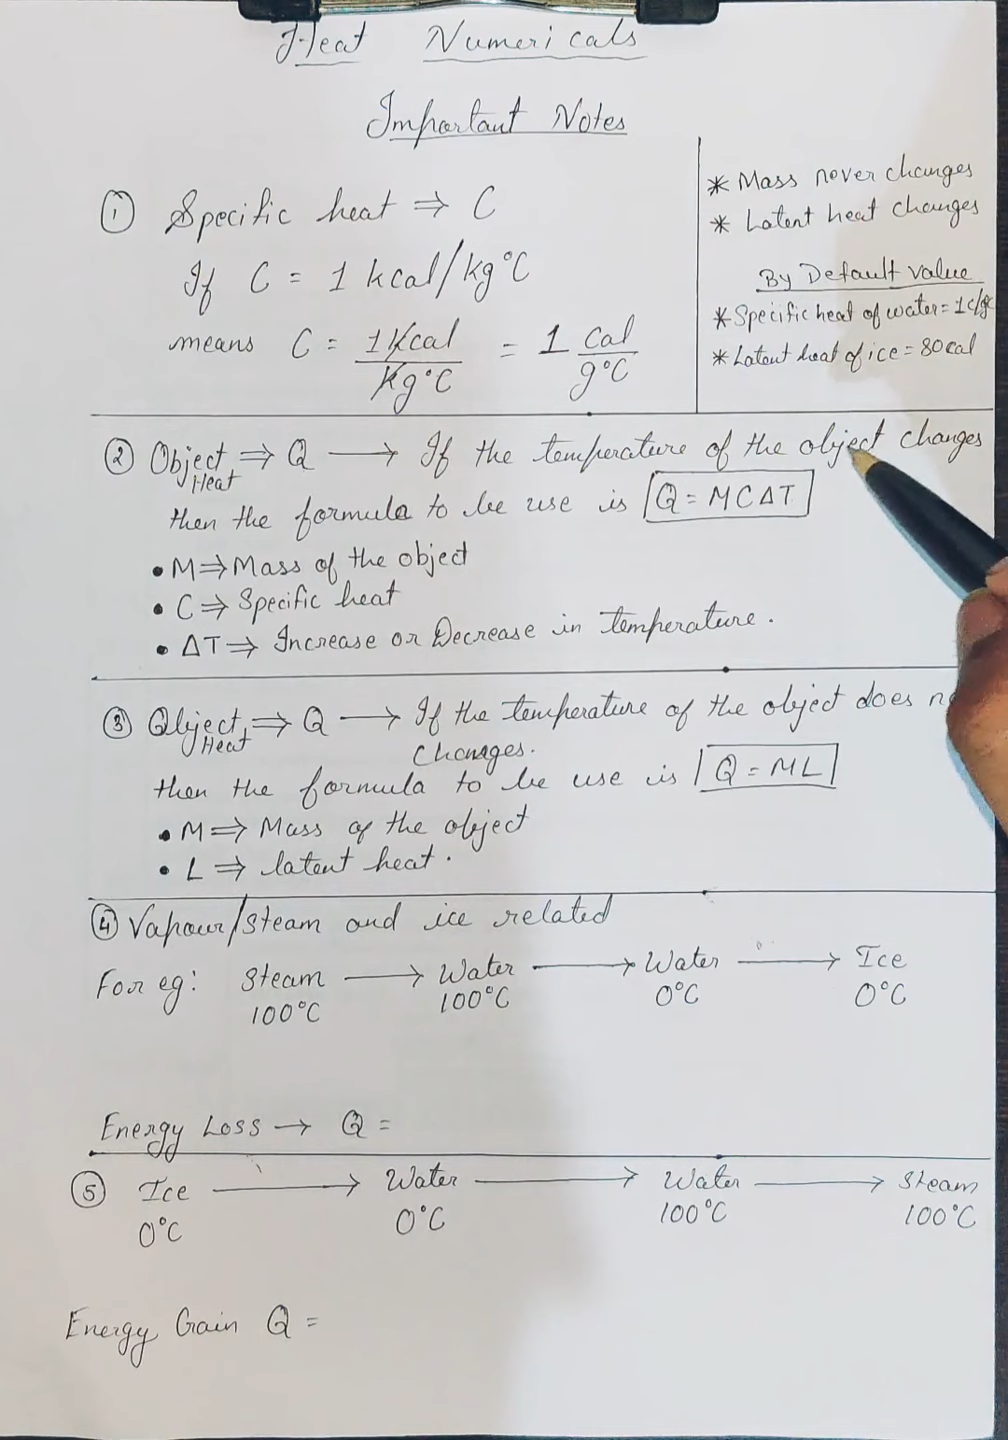 Heat Numericals
Important Notes
① Specific heat ⇒ C
If C = 1 kcal/kg°C
means C = 1 Kcal / Kg°C = 1 Cal / g°C
* Mass never changes
* Latent heat changes
By Default value
* Specific heat of water = 1 c/g°c
* Latent heat of ice = 80 cal
② Object Heat ⇒ Q ⟶ If the temperature of the object changes
then the formula to be use is Q = MCΔT
• M ⇒ Mass of the object
• C ⇒ Specific heat
• ΔT ⇒ Increase or Decrease in temperature.
③ Object Heat ⇒ Q ⟶ If the temperature of the object does
changes.
then the formula to be use is Q = ML
• M ⇒ Mass of the object
• L ⇒ latent heat.
④ Vapour/Steam and ice related
For eg: Steam ⟶ Water ⟶ Water ⟶ Ice
100°C 100°C 0°C 0°C
Energy Loss → Q =
⑤ Ice ⟶ Water ⟶ Water ⟶ Steam
0°C 0°C 100°C 100°C
Energy Gain Q =